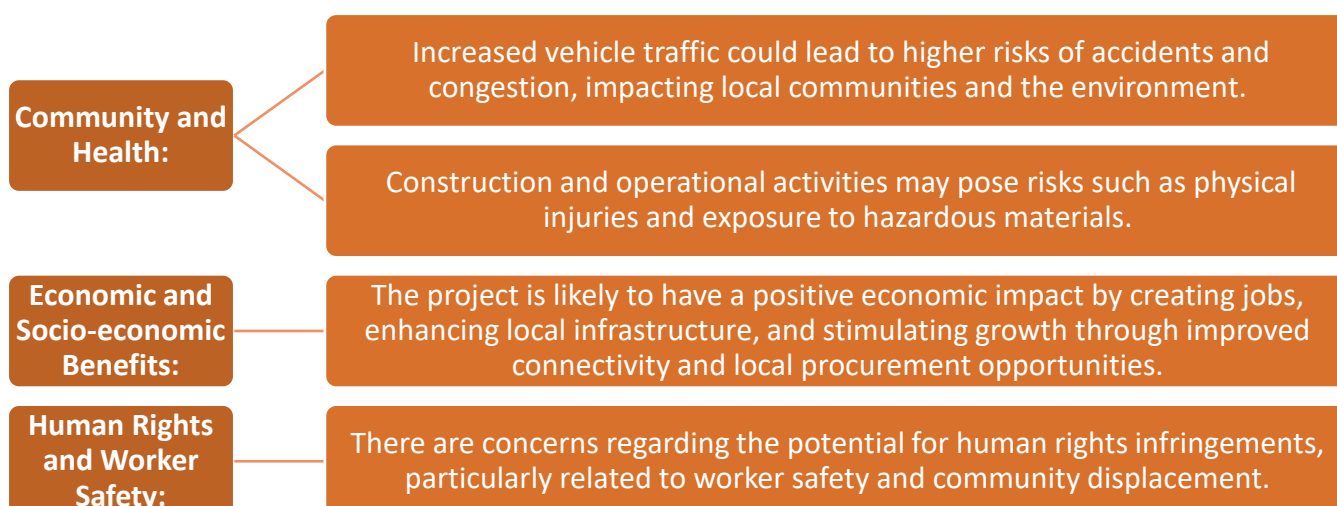 Community and
Health:
Increased vehicle traffic could lead to higher risks of accidents and
congestion, impacting local communities and the environment.
Construction and operational activities may pose risks such as physical
injuries and exposure to hazardous materials.
Economic and
Socio-economic
Benefits:
The project is likely to have a positive economic impact by creating jobs,
enhancing local infrastructure, and stimulating growth through improved
connectivity and local procurement opportunities.
Human Rights
and Worker
Safety:
There are concerns regarding the potential for human rights infringements,
particularly related to worker safety and community displacement.